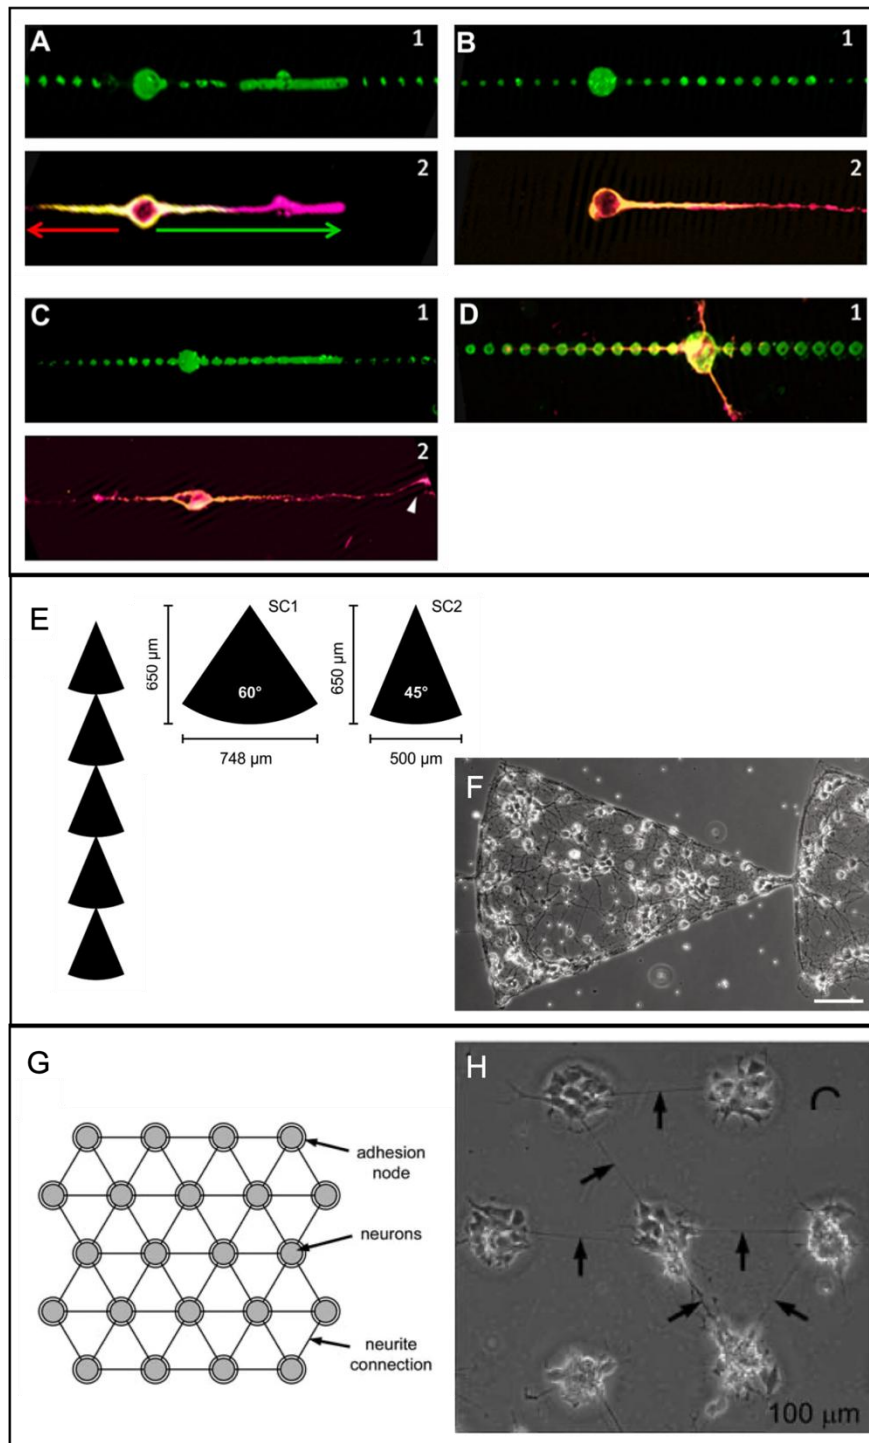 A 1
2
B 1
2
C 1
2
D 1
E
650 µm
SC1
60°
748 µm
650 µm
SC2
45°
500 µm
F
G
adhesion
node
neurons
neurite
connection
H
100 µm